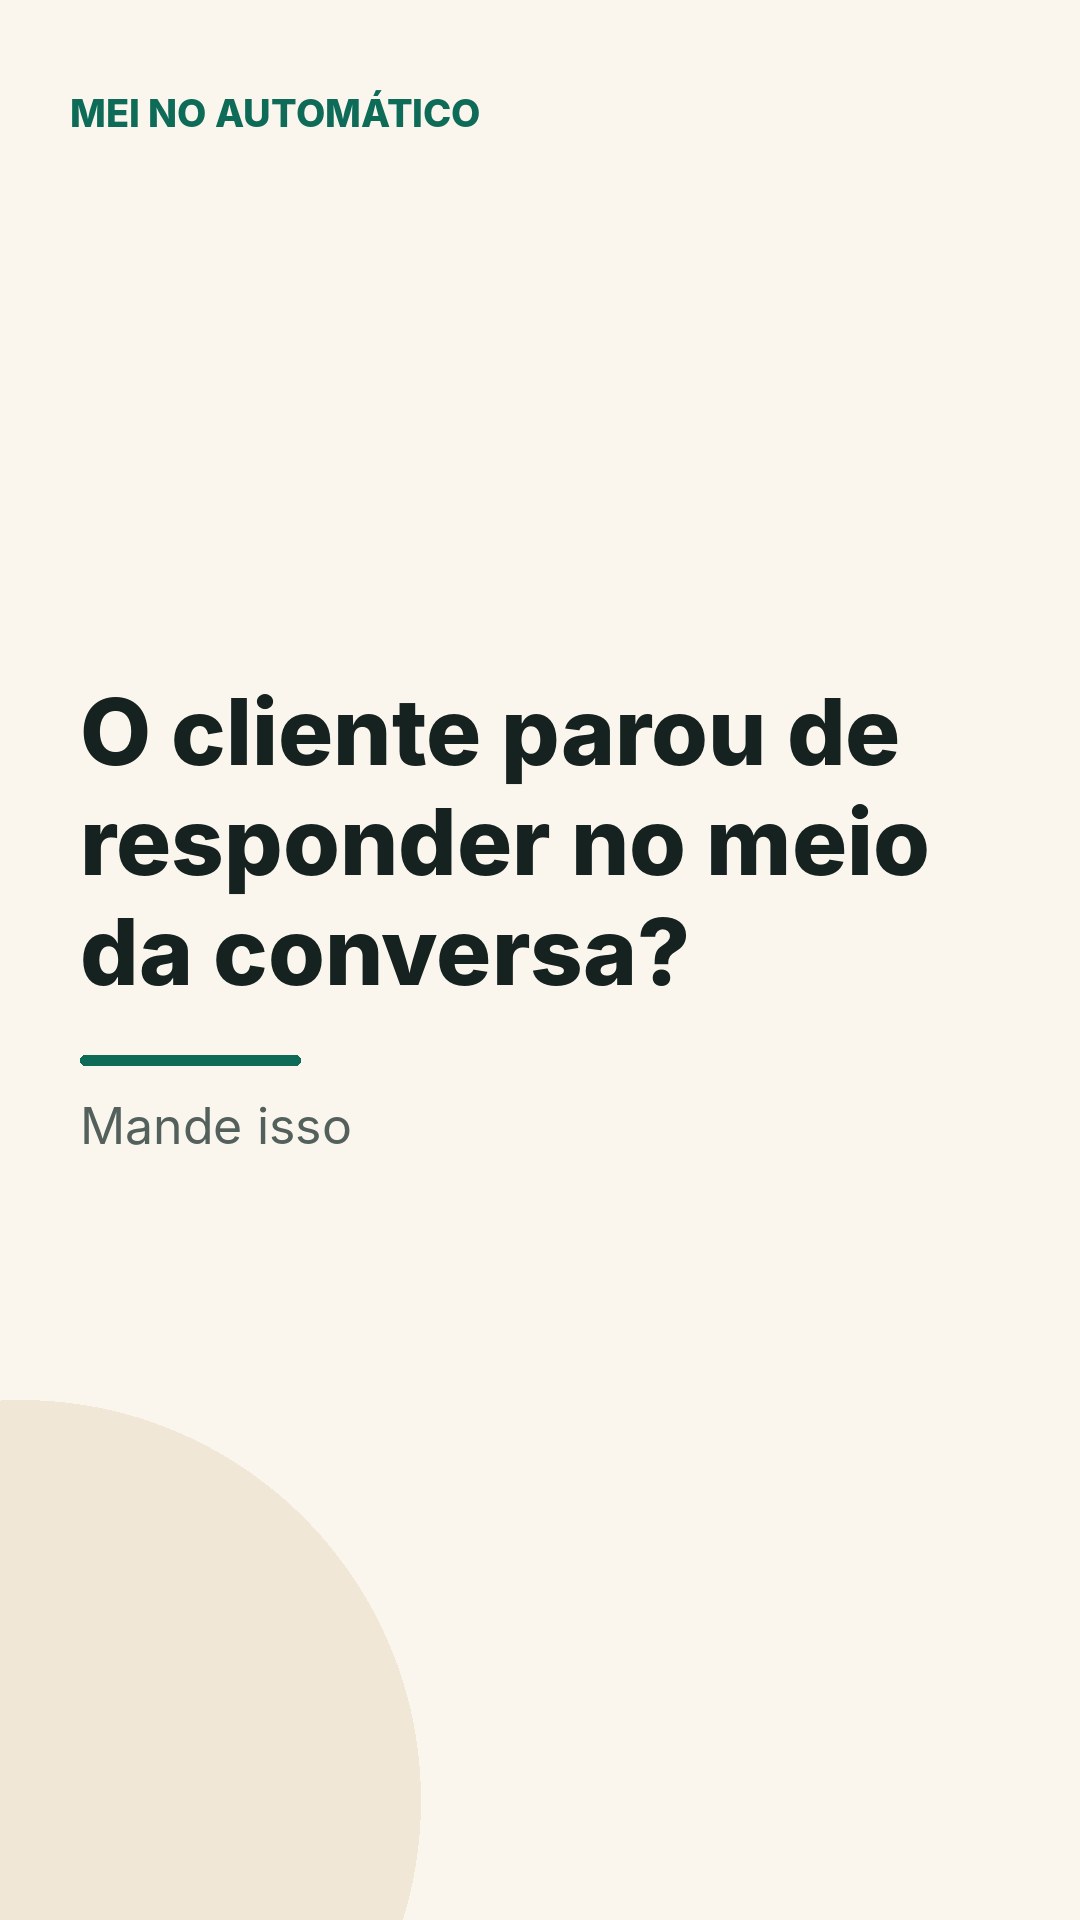 MEI NO AUTOMÁTICO
O cliente parou de
responder no meio
da conversa?
Mande isso